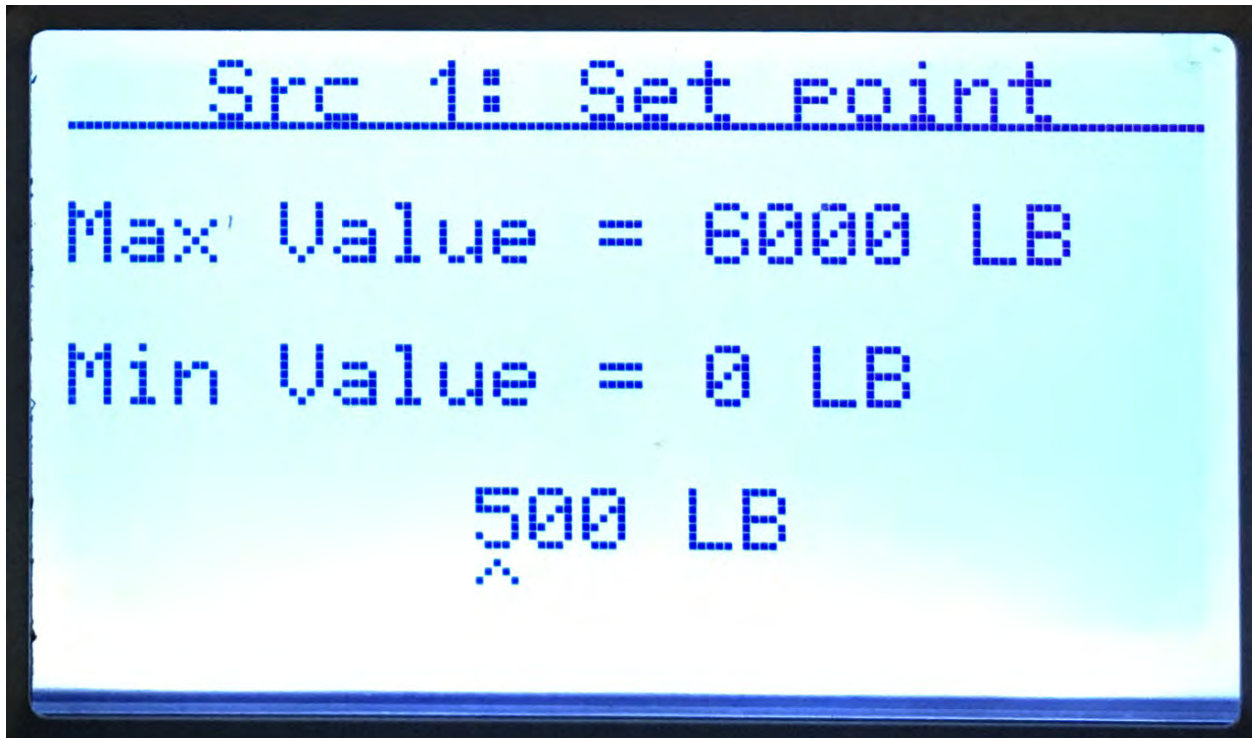 Src 1: Set point
Max Value = 6000 LB
Min Value = 0 LB
500 LB
^